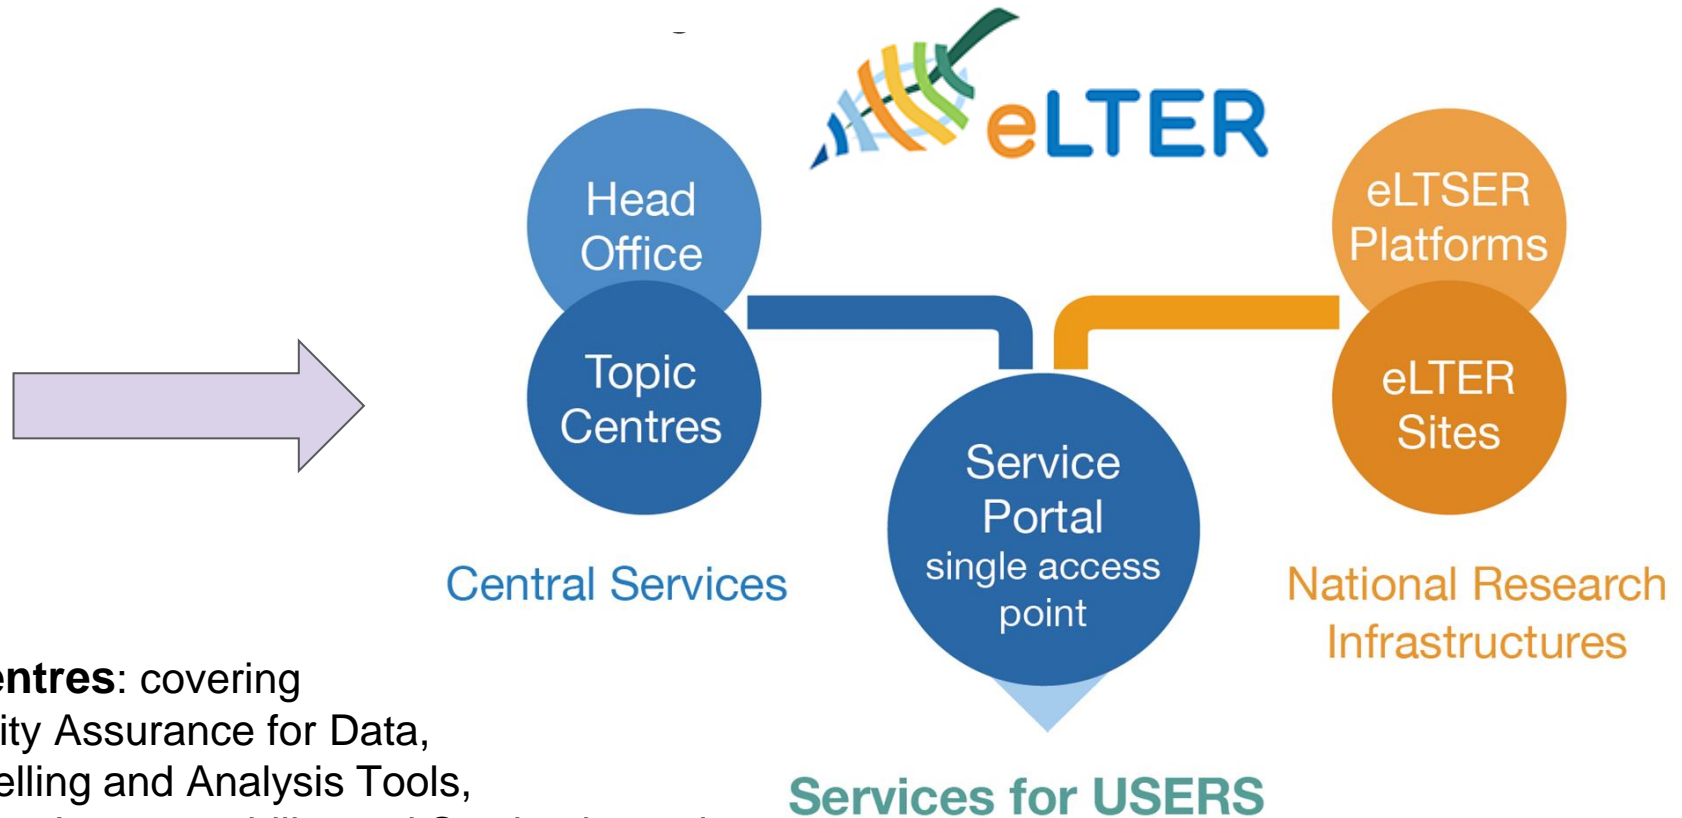 eLTER
Head
Office
Topic
Centres
Central Services
eLTSER
Platforms
eLTER
Sites
National Research
Infrastructures
Service
Portal
single access
point
entres: covering
ity Assurance for Data,
elling and Analysis Tools,
Services for USERS